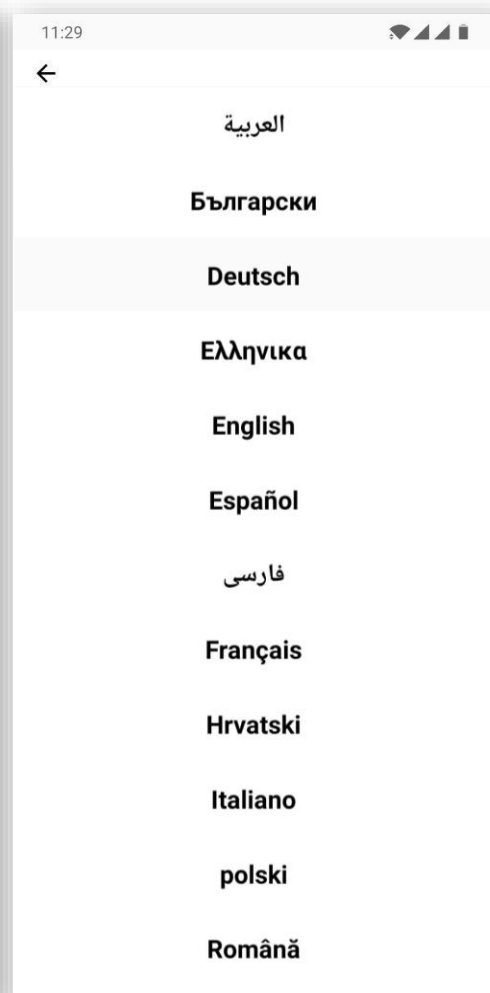 11:29
العربية
Български
Deutsch
Ελληνικα
English
Español
فارسی
Français
Hrvatski
Italiano
polski
Română